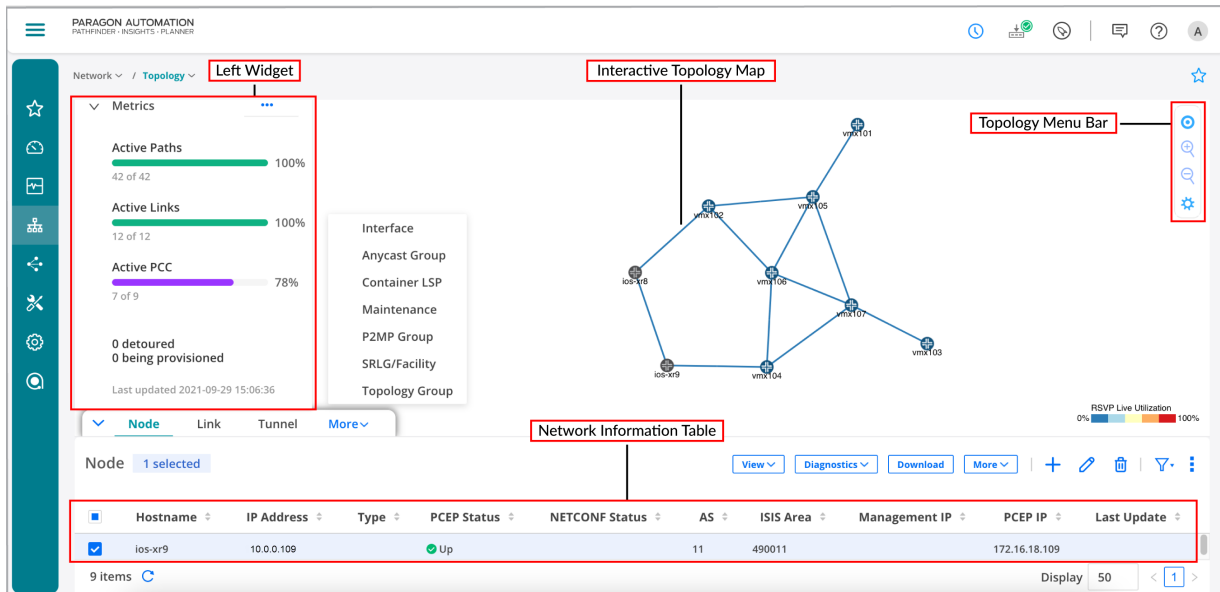 PARAGON AUTOMATION
PATHFINDER · INSIGHTS · PLANNER
A
Network / Topology
Left Widget
Interactive Topology Map
Topology Menu Bar
Metrics
Active Paths
100%
42 of 42
Active Links
100%
12 of 12
Active PCC
78%
7 of 9
0 detoured
0 being provisioned
Last updated 2021-09-29 15:06:36
Interface
Anycast Group
Container LSP
Maintenance
P2MP Group
SRLG/Facility
Topology Group
vmx101
vmx102
vmx105
ios-xr8
vmx106
vmx107
vmx103
ios-xr9
vmx104
RSVP Live Utilization
0% 100%
Node Link Tunnel More
Network Information Table
Node 1 selected
View Diagnostics Download More
Hostname IP Address Type PCEP Status NETCONF Status AS ISIS Area Management IP PCEP IP Last Update
ios-xr9 10.0.0.109 Up 11 490011 172.16.18.109
9 items
Display 50 < 1 >